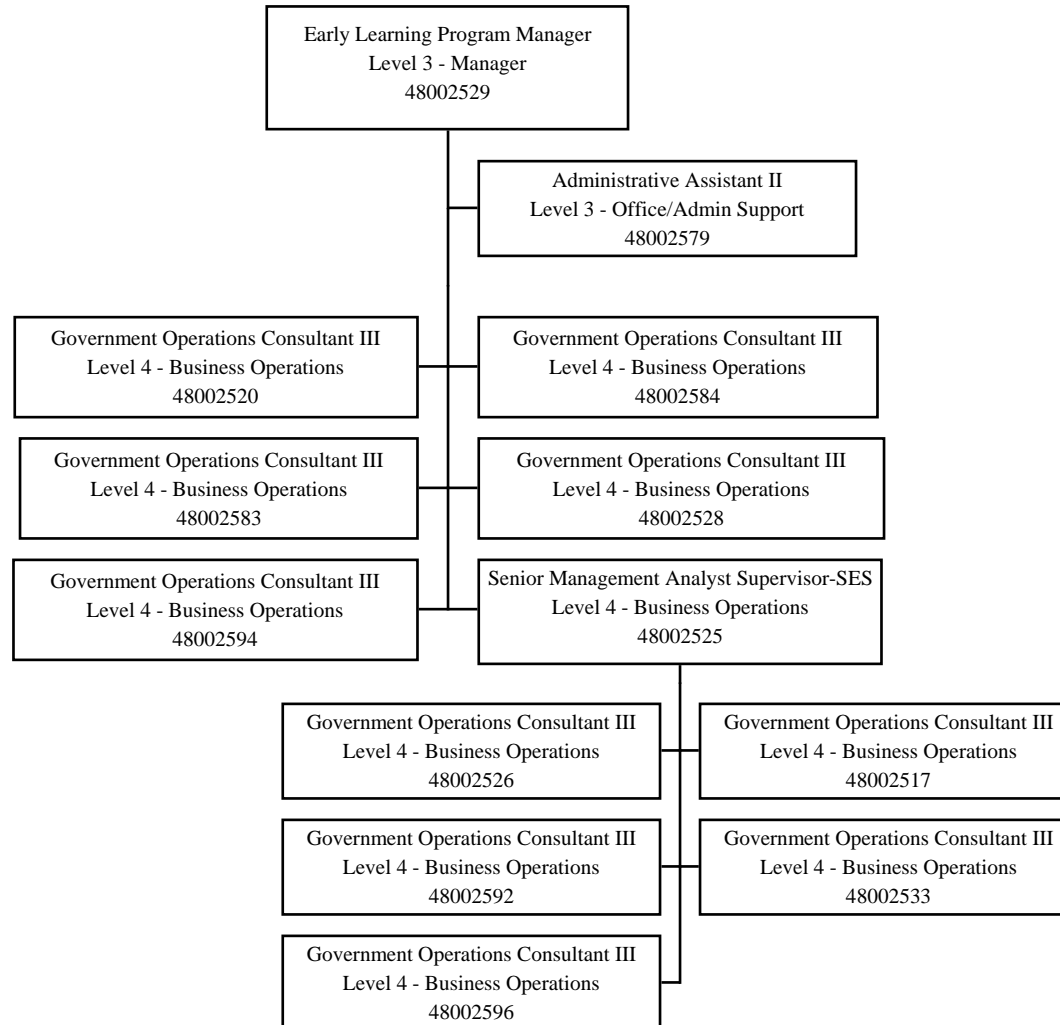 Early Learning Program Manager
Level 3 - Manager
48002529
Administrative Assistant II
Level 3 - Office/Admin Support
48002579
Government Operations Consultant III
Level 4 - Business Operations
48002520
Government Operations Consultant III
Level 4 - Business Operations
48002584
Government Operations Consultant III
Level 4 - Business Operations
48002583
Government Operations Consultant III
Level 4 - Business Operations
48002528
Government Operations Consultant III
Level 4 - Business Operations
48002594
Senior Management Analyst Supervisor-SES
Level 4 - Business Operations
48002525
Government Operations Consultant III
Level 4 - Business Operations
48002526
Government Operations Consultant III
Level 4 - Business Operations
48002517
Government Operations Consultant III
Level 4 - Business Operations
48002592
Government Operations Consultant III
Level 4 - Business Operations
48002533
Government Operations Consultant III
Level 4 - Business Operations
48002596